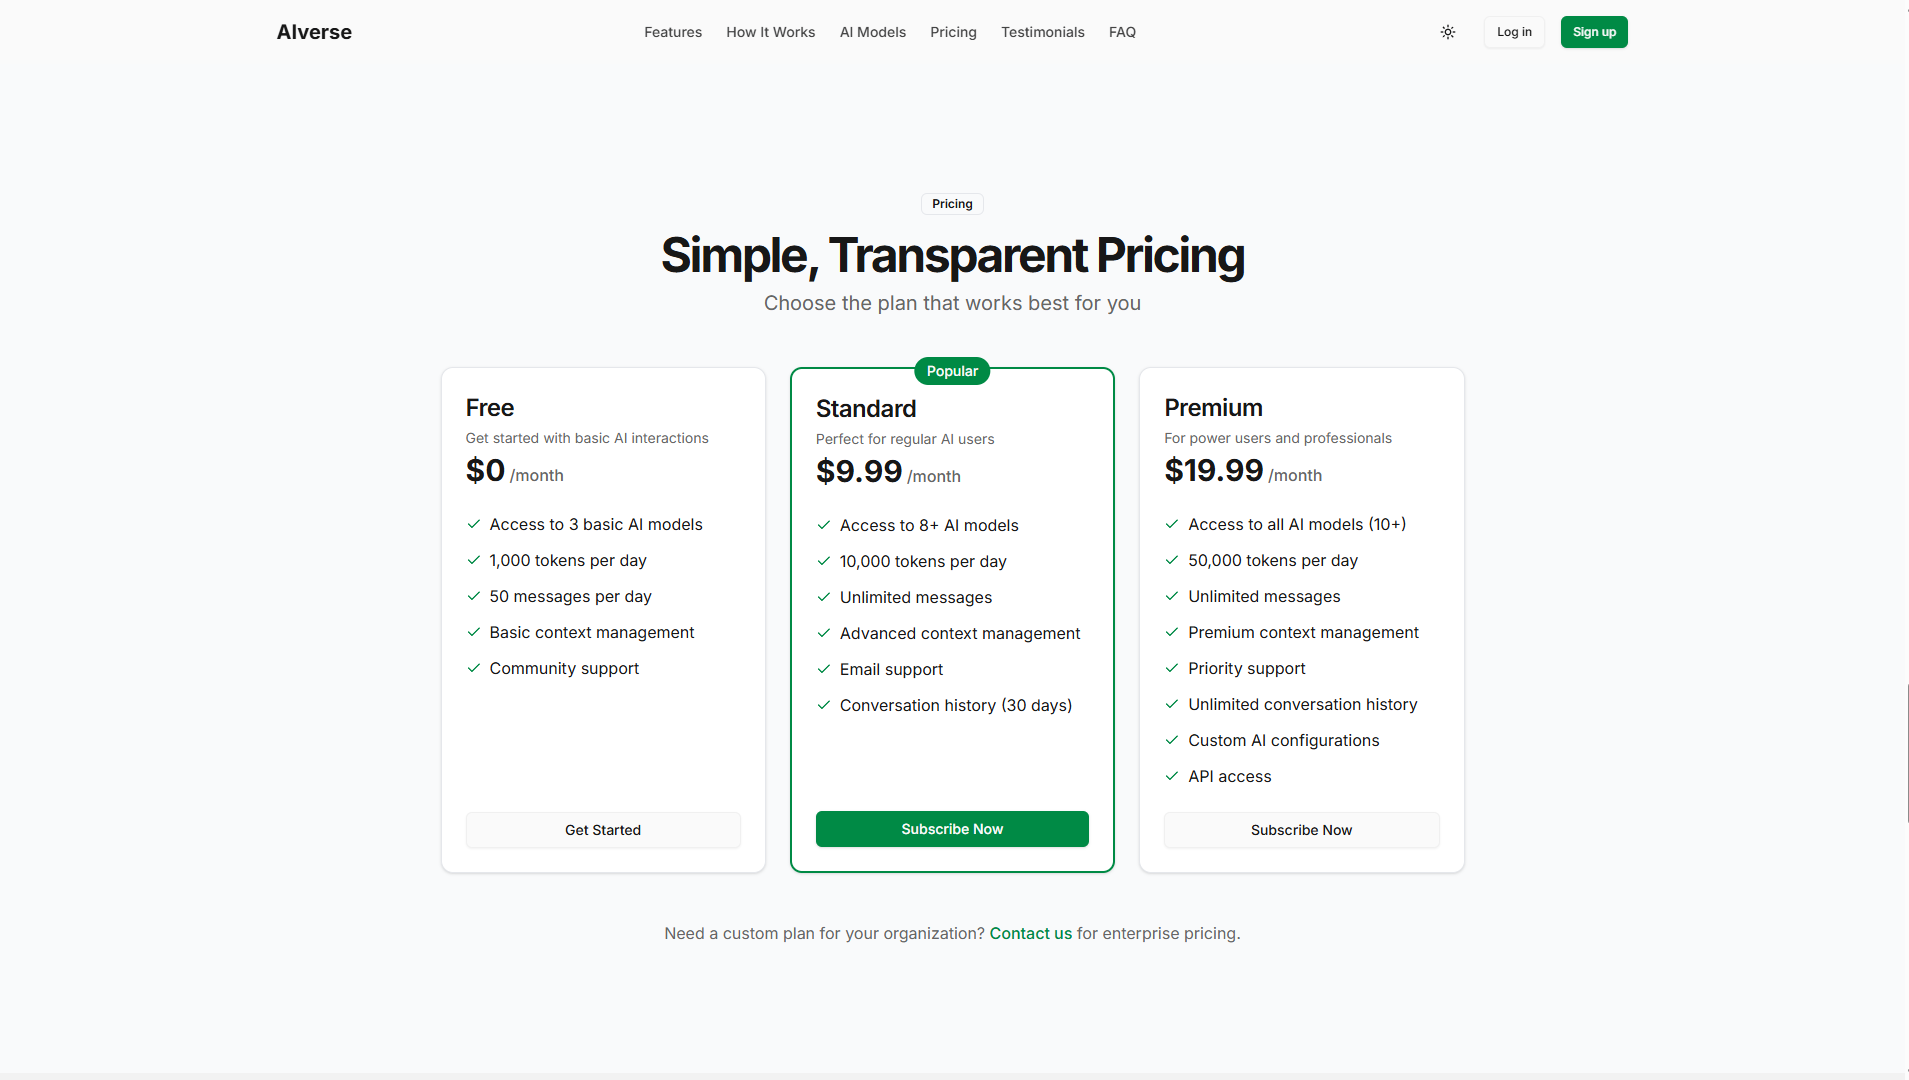 AIverse
Features
How It Works
AI Models
Pricing
Testimonials
FAQ
Log in
Sign up
Pricing
Simple, Transparent Pricing
Choose the plan that works best for you
Free
Get started with basic AI interactions
$0 /month
Access to 3 basic AI models
1,000 tokens per day
50 messages per day
Basic context management
Community support
Get Started
Popular
Standard
Perfect for regular AI users
$9.99 /month
Access to 8+ AI models
10,000 tokens per day
Unlimited messages
Advanced context management
Email support
Conversation history (30 days)
Subscribe Now
Premium
For power users and professionals
$19.99 /month
Access to all AI models (10+)
50,000 tokens per day
Unlimited messages
Premium context management
Priority support
Unlimited conversation history
Custom AI configurations
API access
Subscribe Now
Need a custom plan for your organization? Contact us for enterprise pricing.